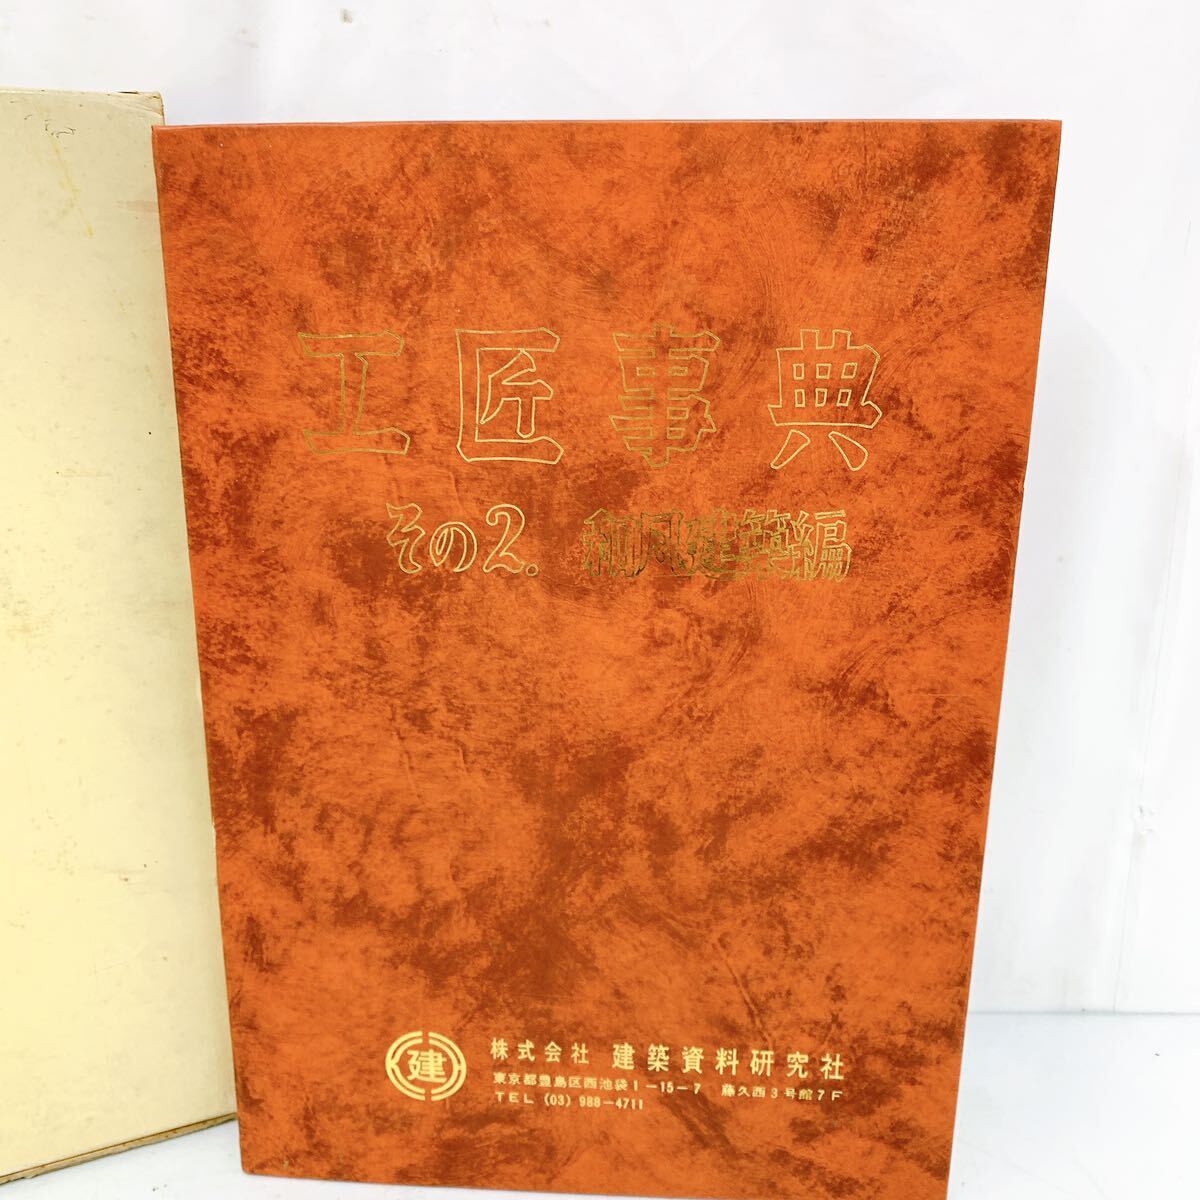 工匠事典
その2. 和風建築編
建
株式会社 建築資料研究社
東京都豊島区西池袋1-15-7 藤久西3号館7F
TEL (03) 988-4711